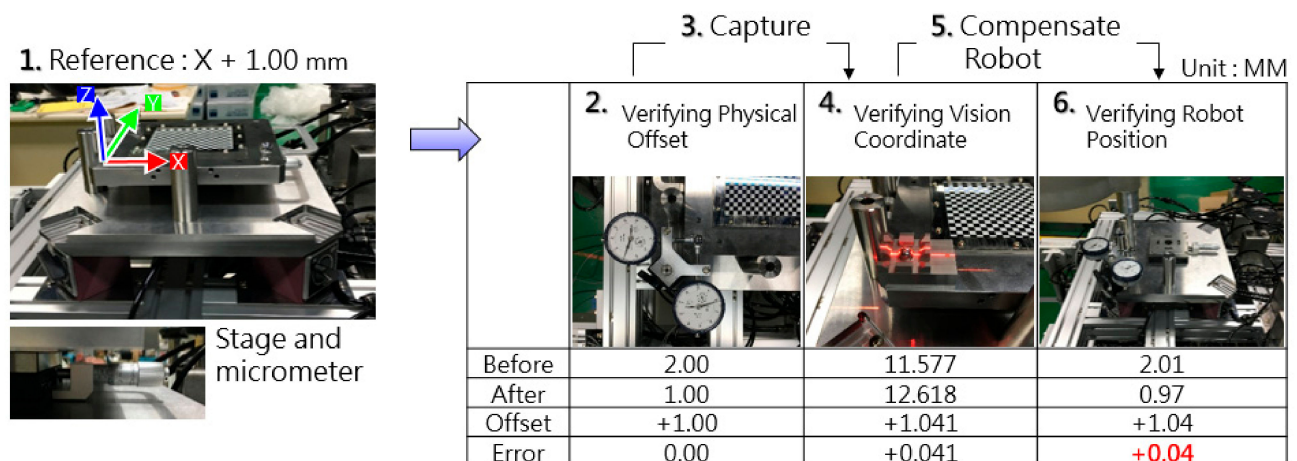 3. Capture
5. Compensate Robot
1. Reference : X + 1.00 mm
Unit : MM
Z
Y
X
2. Verifying Physical Offset
4. Verifying Vision Coordinate
6. Verifying Robot Position
Stage and
micrometer
Before 2.00 11.577 2.01
After 1.00 12.618 0.97
Offset +1.00 +1.041 +1.04
Error 0.00 +0.041 +0.04